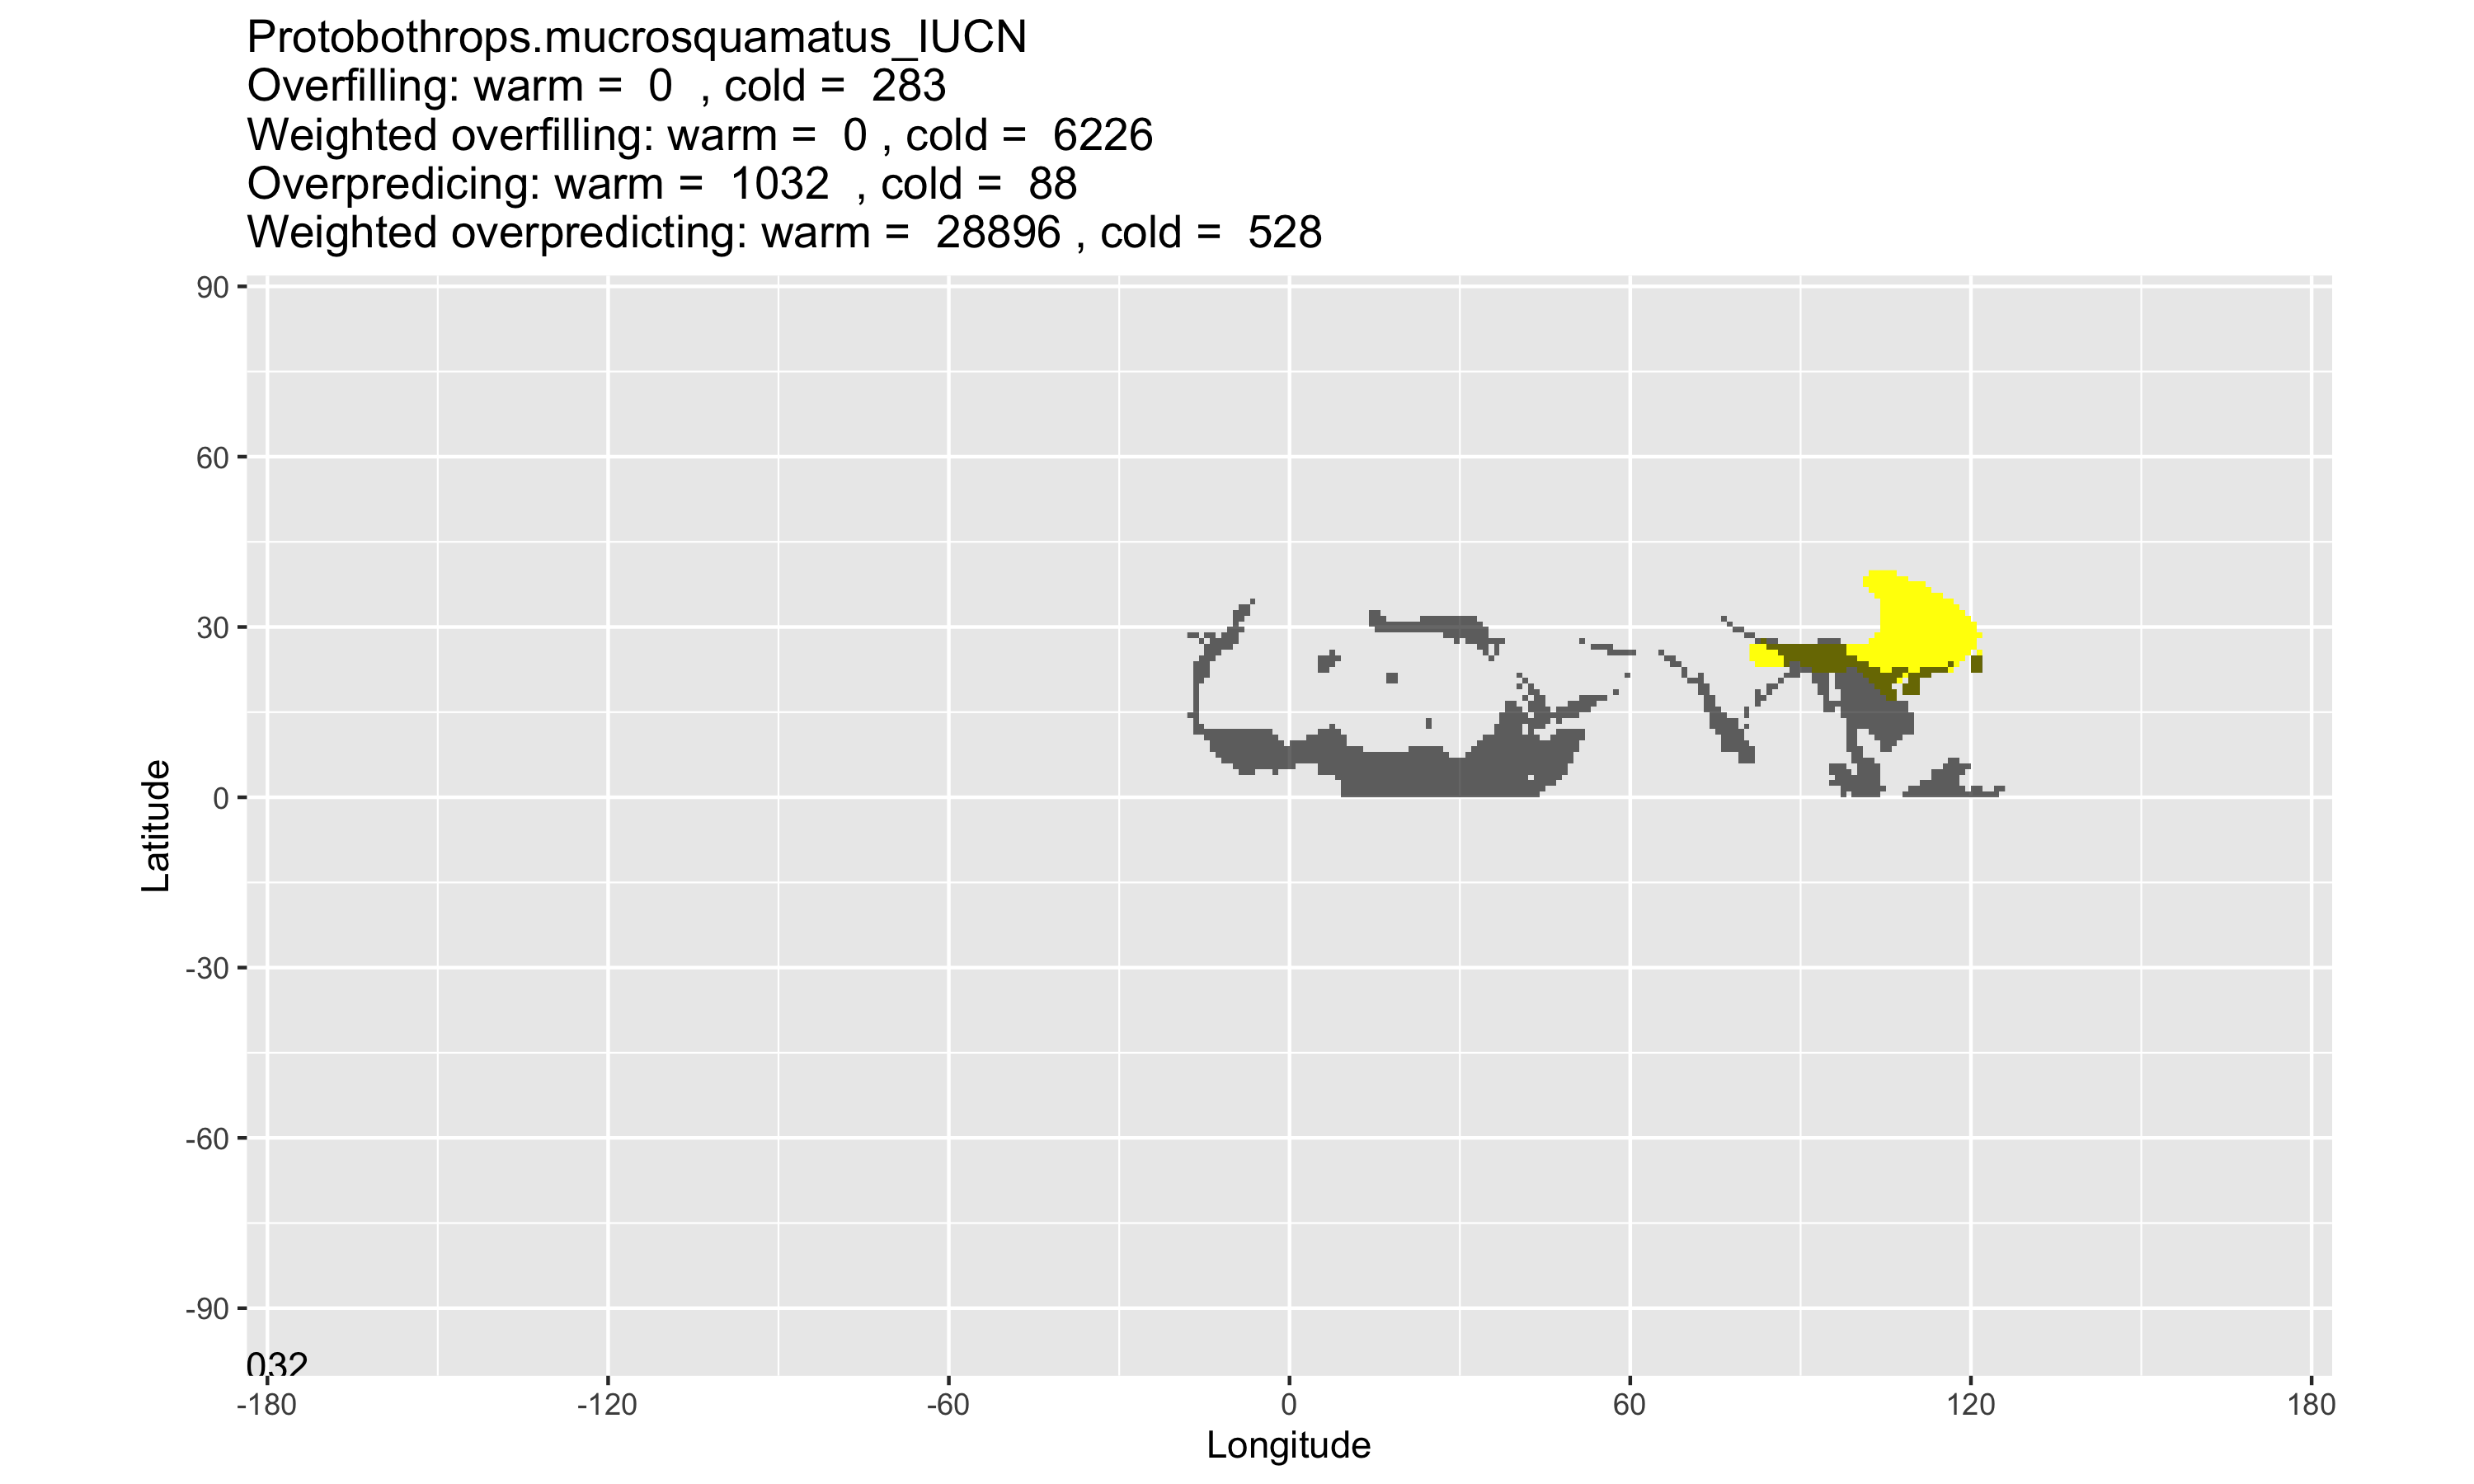 Protobothrops.mucrosquamatus_IUCN
Overfilling: warm =  0  , cold =  283
Weighted overfilling: warm =  0 , cold =  6226
Overpredicing: warm =  1032  , cold =  88
Weighted overpredicting: warm =  28896 , cold =  528
90
60
30
0
-30
-60
-90
Latitude
032
-180 -120 -60 0 60 120 180
Longitude